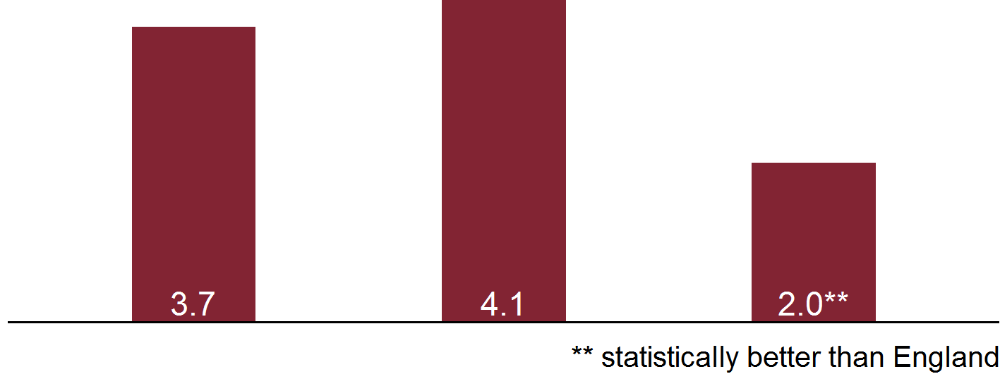 3.7 4.1 2.0**
** statistically better than England